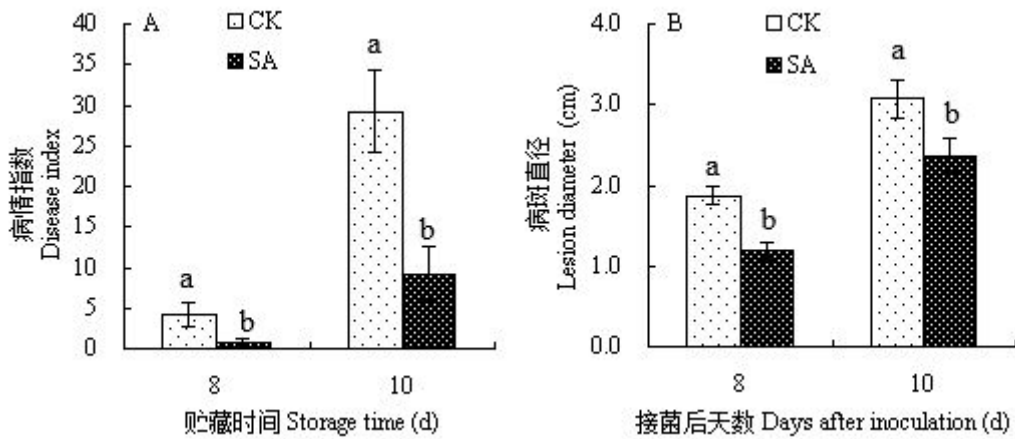 A
CK
SA
40
35
30
25
20
15
10
5
0
a
b
a
b
8
10
病情指数
Disease index
贮藏时间 Storage time (d)
B
CK
SA
4.0
3.0
2.0
1.0
0.0
a
b
a
b
8
10
病斑直径
Lesion diameter (cm)
接菌后天数 Days after inoculation (d)